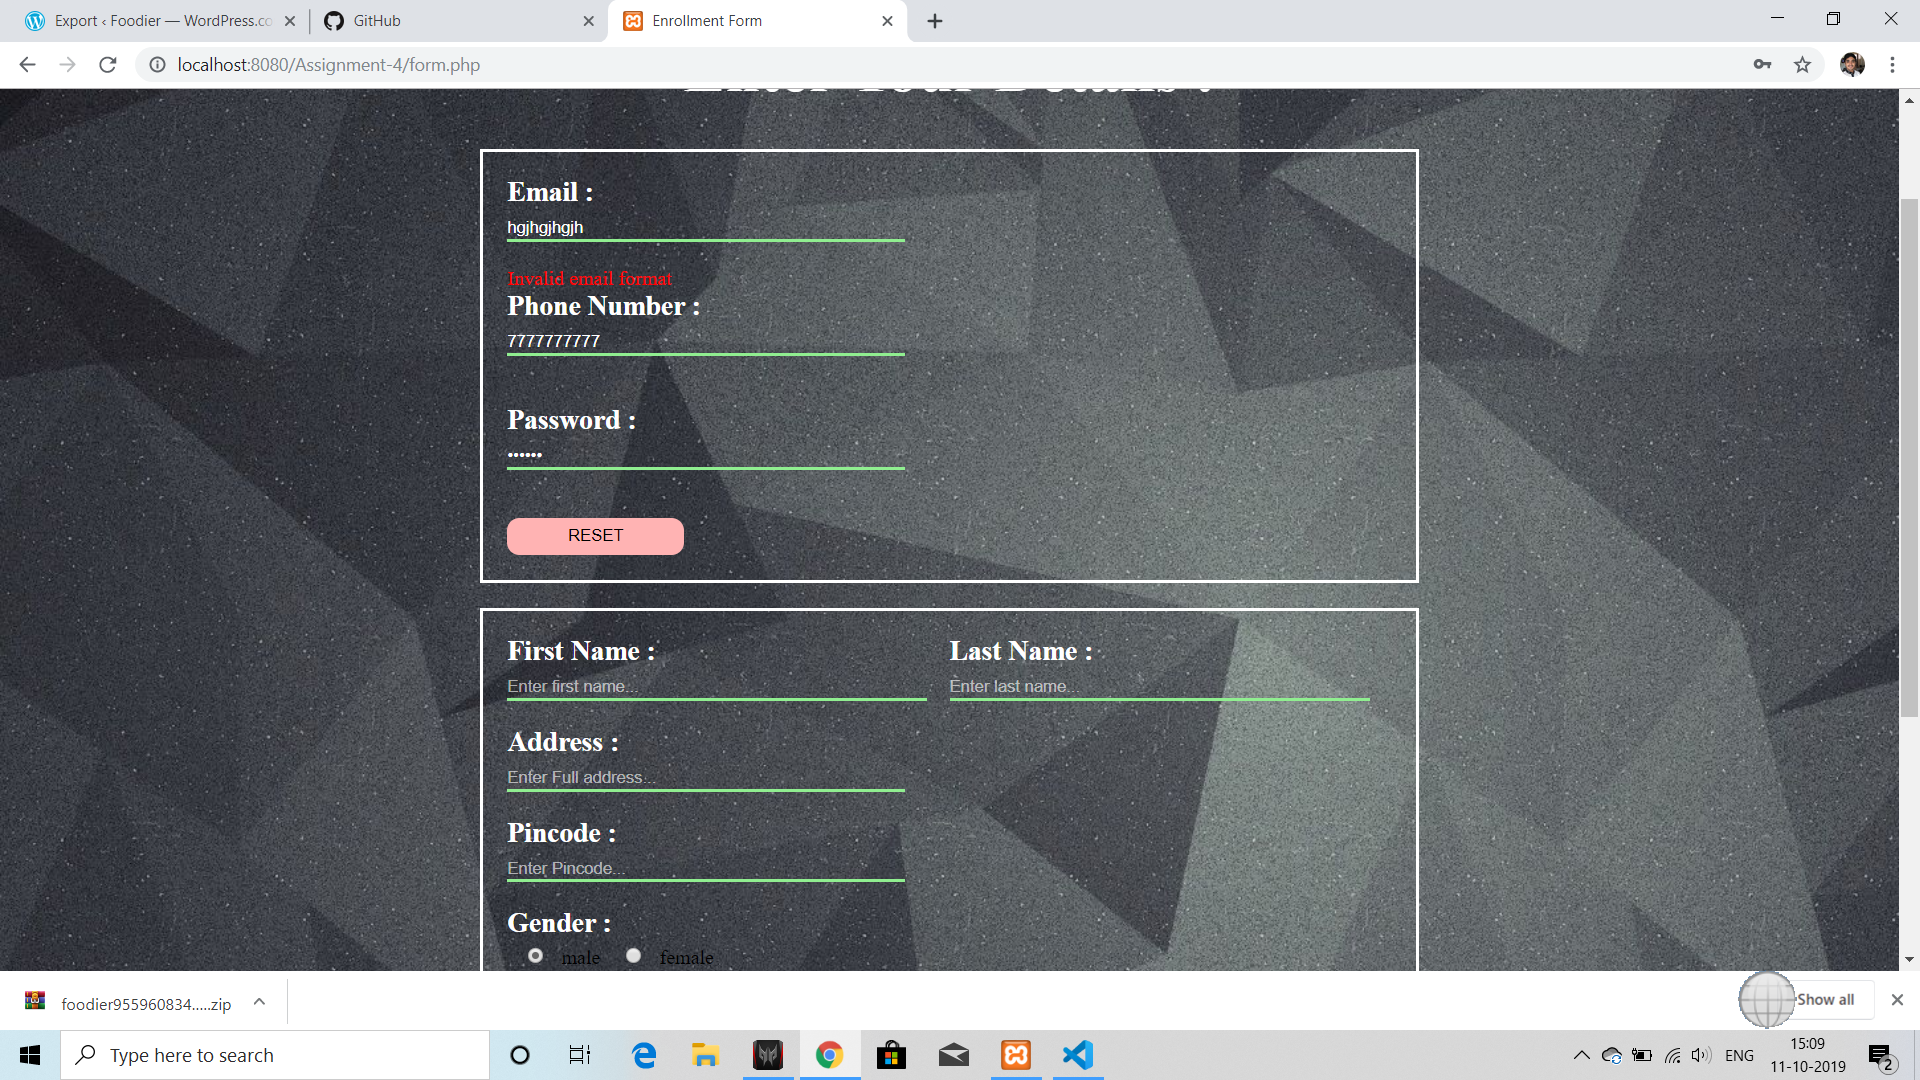 Export ‹ Foodier — WordPress.co
GitHub
Enrollment Form
localhost:8080/Assignment-4/form.php
Enter Your Details :
Email :
hgjhgjhgjh
Invalid email format
Phone Number :
7777777777
Password :
••••••
RESET
First Name :
Last Name :
Enter first name...
Enter last name...
Address :
Enter Full address...
Pincode :
Enter Pincode...
Gender :
male
female
foodier955960834.....zip
Show all
Type here to search
ENG
15:09
11-10-2019
2